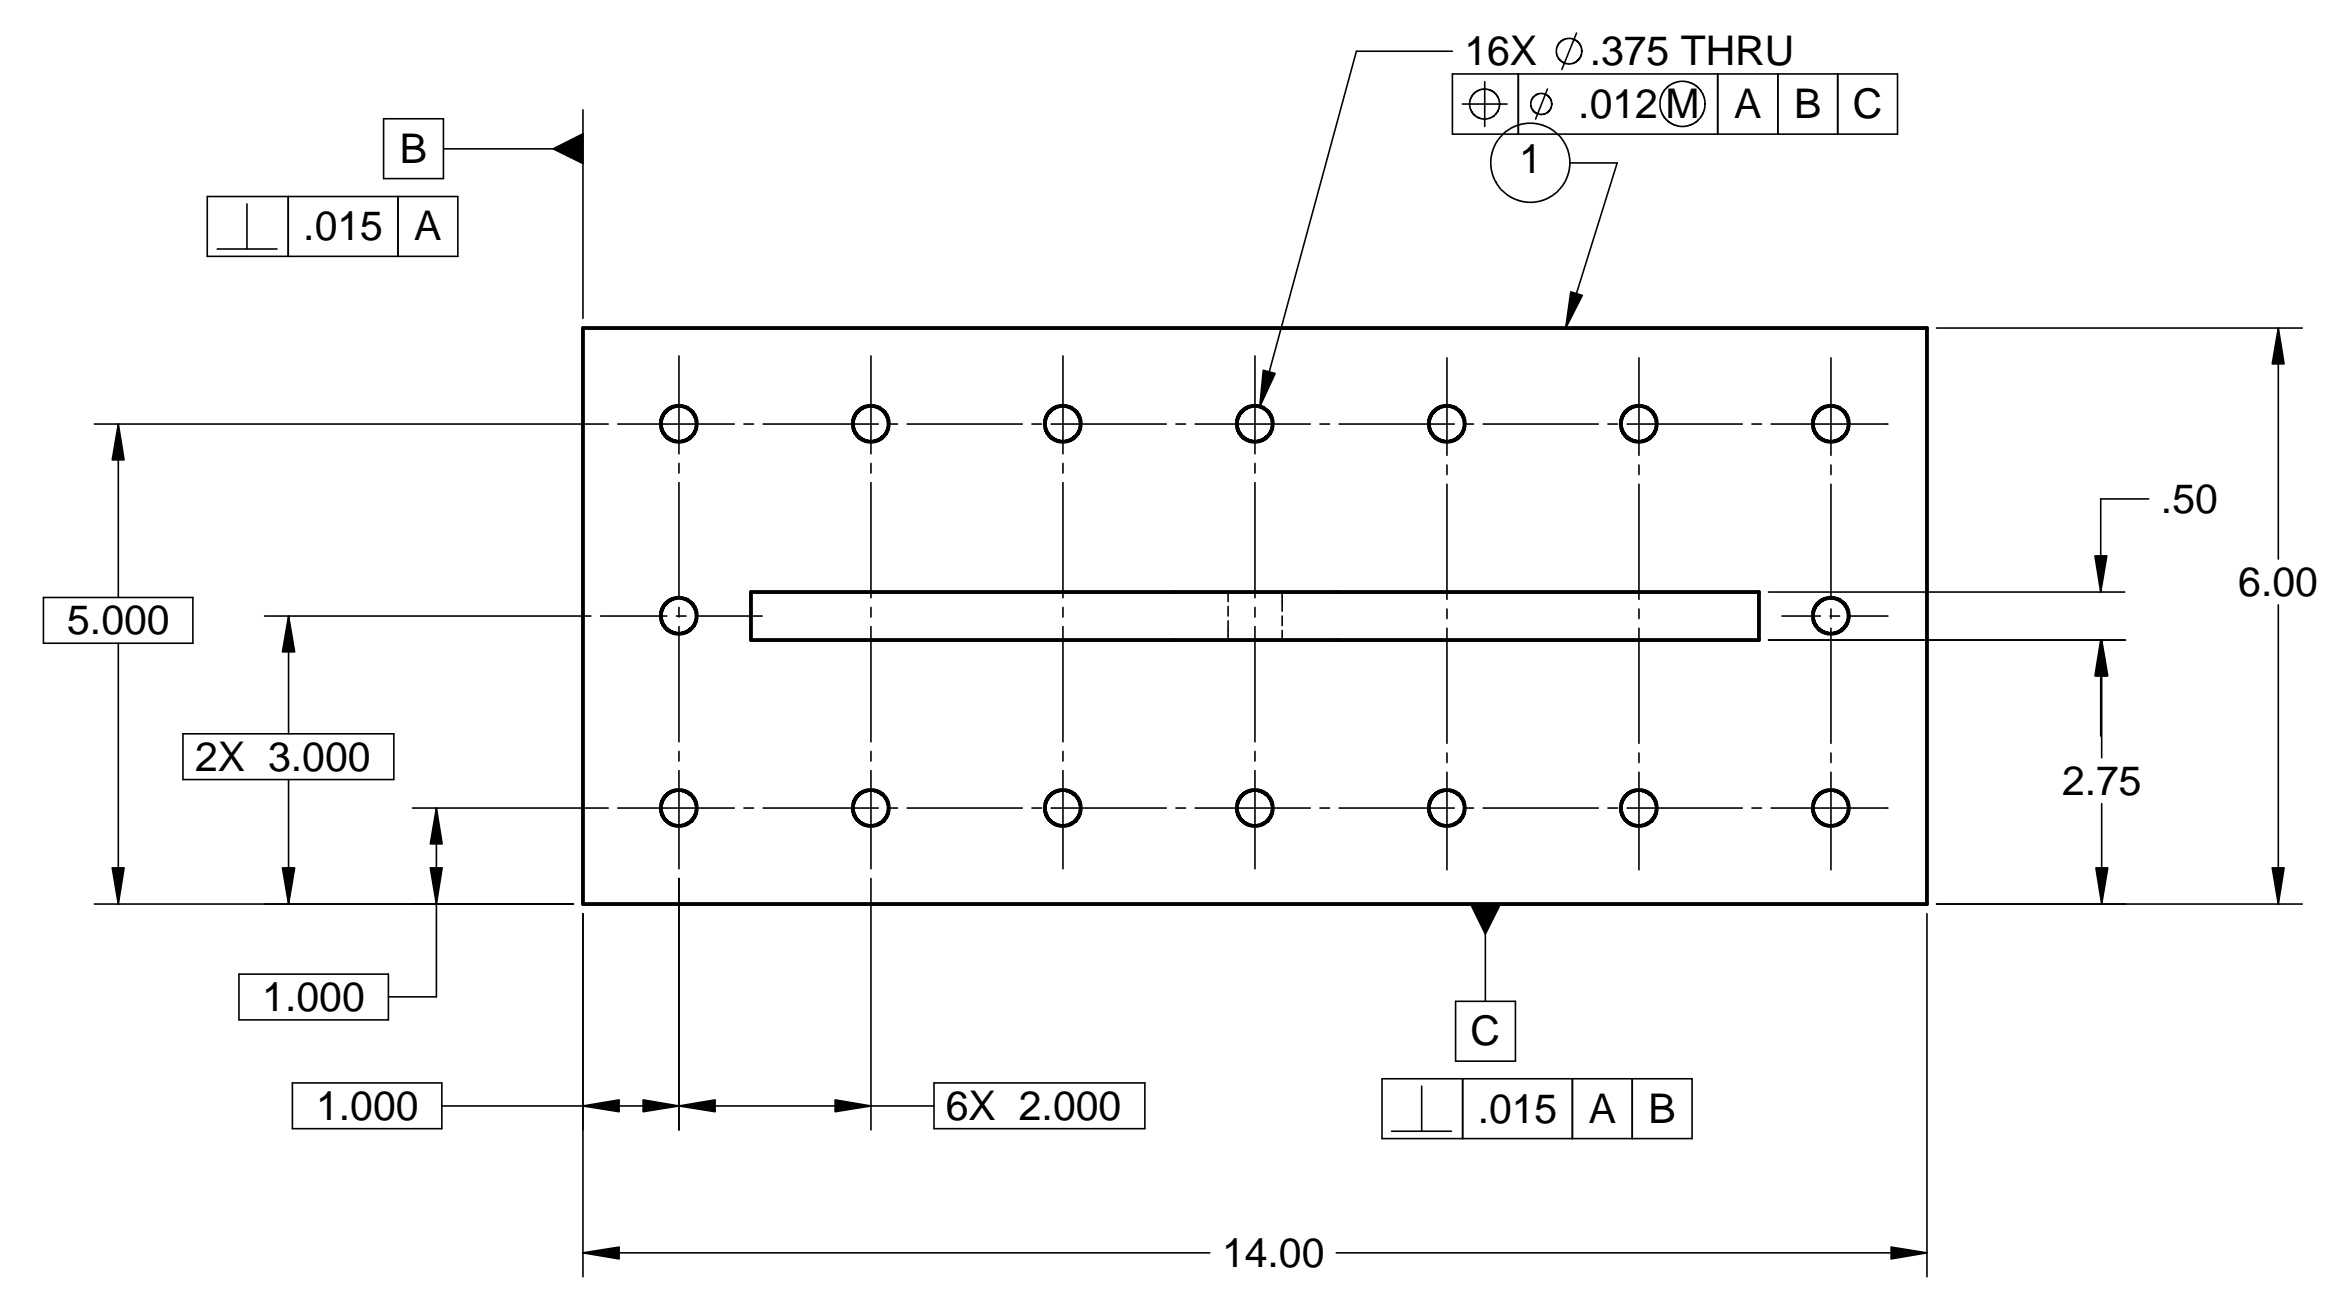 16X ⌀.375 THRU
⌖ ⌀ .012 Ⓜ A B C
1
B
⟂ .015 A
.50
6.00
5.000
2X 3.000
2.75
1.000
C
1.000
6X 2.000
⟂ .015 A B
14.00